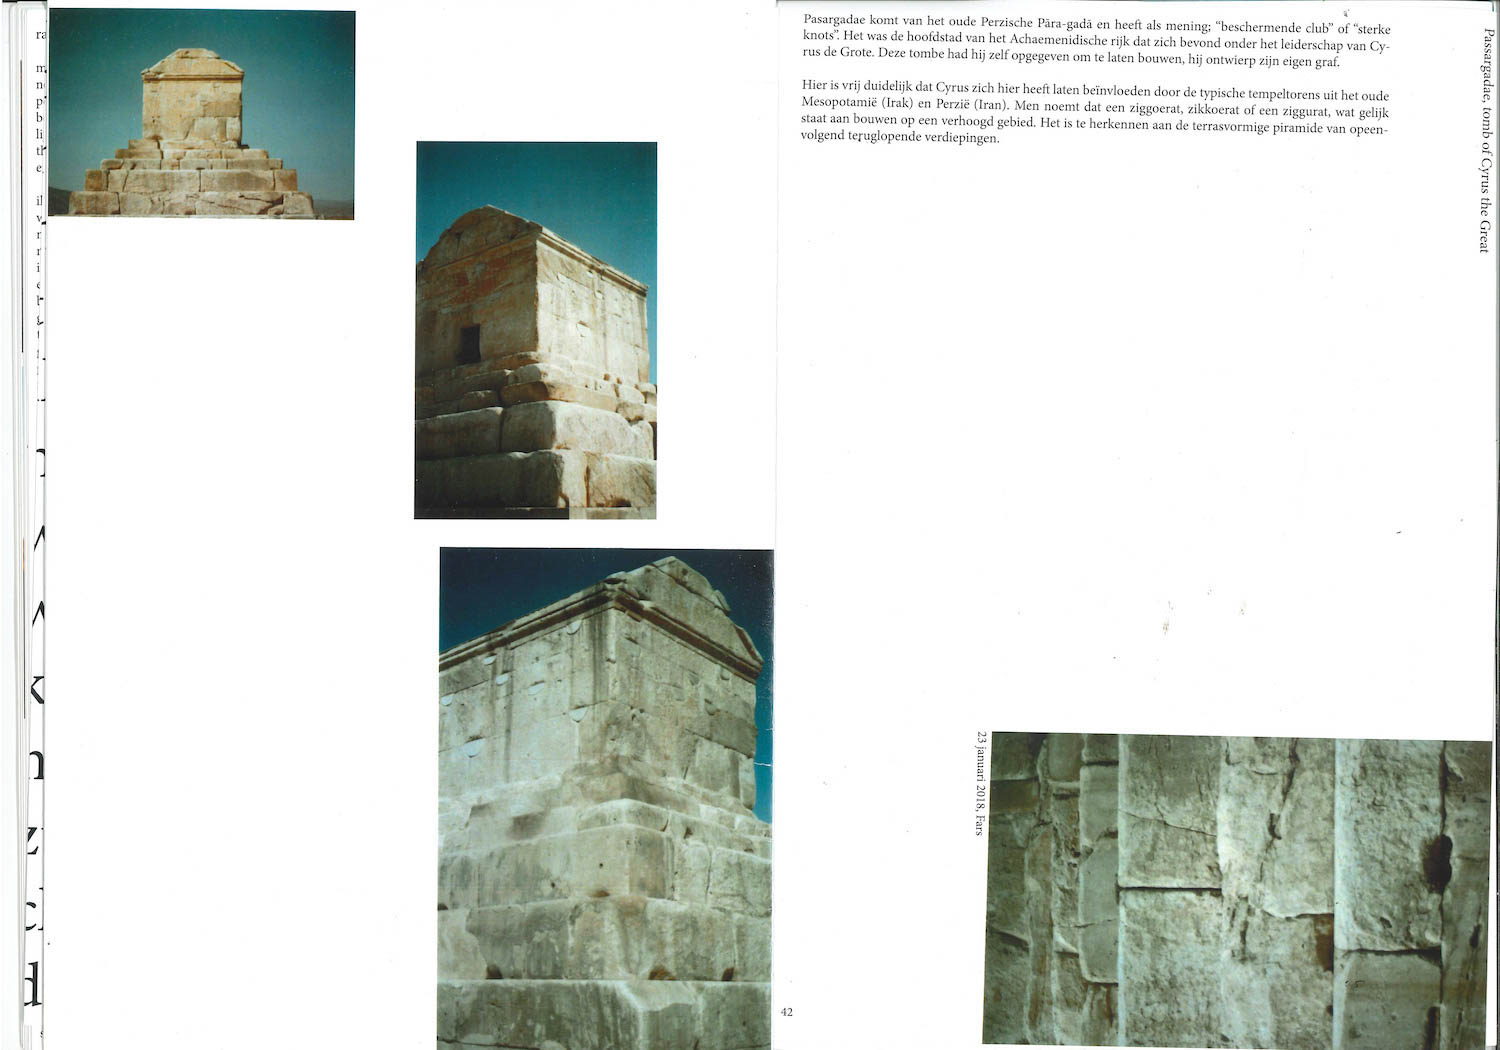 Pasargadae komt van het oude Perzische Pāra-gadā en heeft als mening; “beschermende club” of “sterke
knots”. Het was de hoofdstad van het Achaemenidische rijk dat zich bevond onder het leiderschap van Cy-
rus de Grote. Deze tombe had hij zelf opgegeven om te laten bouwen, hij ontwierp zijn eigen graf.
Hier is vrij duidelijk dat Cyrus zich hier heeft laten beïnvloeden door de typische tempeltorens uit het oude
Mesopotamië (Irak) en Perzië (Iran). Men noemt dat een ziggoerat, zikkoerat of een ziggurat, wat gelijk
staat aan bouwen op een verhoogd gebied. Het is te herkennen aan de terrasvormige piramide van opeen-
volgend teruglopende verdiepingen.
Passargadae, tomb of Cyrus the Great
23 januari 2018, Fars
42